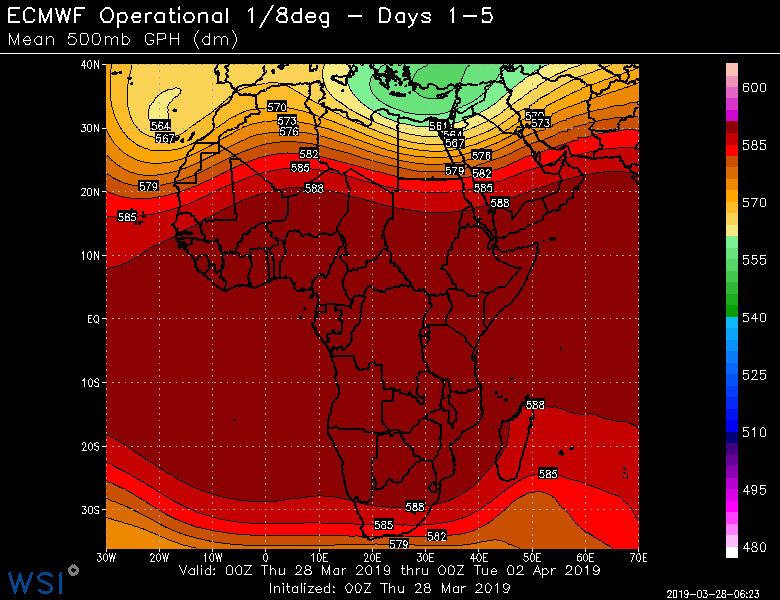 ECMWF Operational 1/8deg – Days 1–5
Mean 500mb GPH (dm)
40N
30N
20N
10N
EQ
10S
20S
30S
30W 20W 10W 0 10E 20E 30E 40E 50E 60E 70E
564
567
570
573
576
579
582
585
588
585
561
564
567
576
579
582
585
588
570
573
588
585
588
585
582
579
600
585
570
555
540
525
510
495
480
Valid: 00Z Thu 28 Mar 2019 thru 00Z Tue 02 Apr 2019
Initalized: 00Z Thu 28 Mar 2019
WSI
2019-03-28-06:23